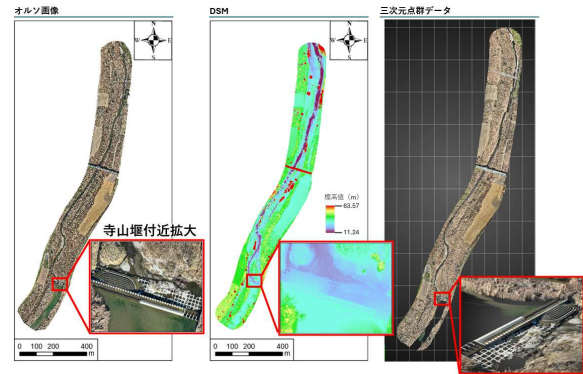 オルソ画像
DSM
三次元点群データ
N
W
E
S
N
W
E
S
標高値（m）
63.57
11.24
寺山堰付近拡大
0 100 200 400
m
0 100 200 400
m